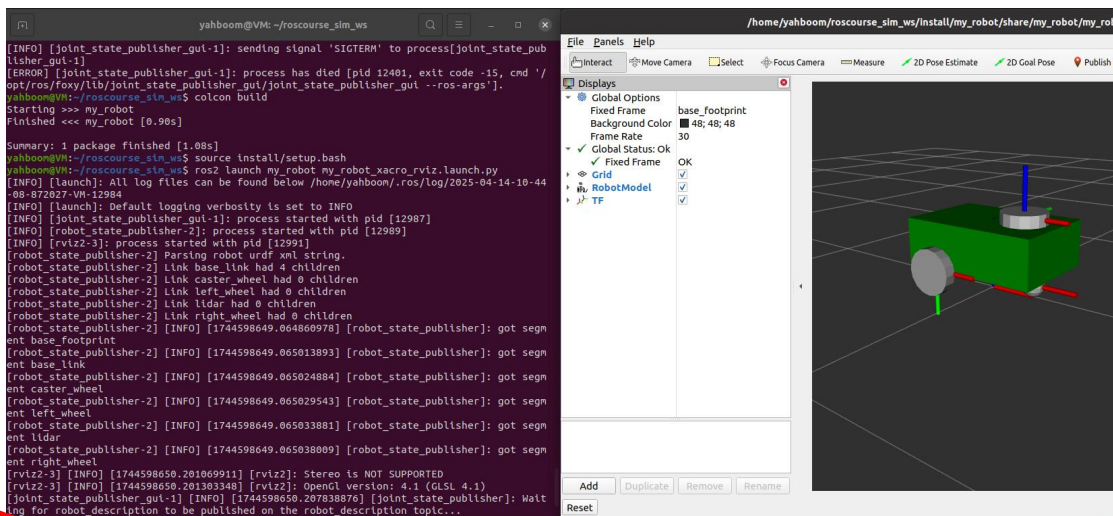 yahboom@VM: ~/roscourse_sim_ws
[INFO] [joint_state_publisher_gui-1]: sending signal 'SIGTERM' to process[joint_state_pub
lisher_gui-1]
[ERROR] [joint_state_publisher_gui-1]: process has died [pid 12401, exit code -15, cmd '/
opt/ros/foxy/lib/joint_state_publisher_gui/joint_state_publisher_gui --ros-args'].
yahboom@VM:~/roscourse_sim_ws$ colcon build
Starting >>> my_robot
Finished <<< my_robot [0.90s]
Summary: 1 package finished [1.08s]
yahboom@VM:~/roscourse_sim_ws$ source install/setup.bash
yahboom@VM:~/roscourse_sim_ws$ ros2 launch my_robot my_robot_xacro_rviz.launch.py
[INFO] [launch]: All log files can be found below /home/yahboom/.ros/log/2025-04-14-10-44
-08-872027-VM-12984
[INFO] [launch]: Default logging verbosity is set to INFO
[INFO] [joint_state_publisher_gui-1]: process started with pid [12987]
[INFO] [robot_state_publisher-2]: process started with pid [12989]
[INFO] [rviz2-3]: process started with pid [12991]
[robot_state_publisher-2] Parsing robot urdf xml string.
[robot_state_publisher-2] Link base_link had 4 children
[robot_state_publisher-2] Link caster_wheel had 0 children
[robot_state_publisher-2] Link left_wheel had 0 children
[robot_state_publisher-2] Link lidar had 0 children
[robot_state_publisher-2] Link right_wheel had 0 children
[robot_state_publisher-2] [INFO] [1744598649.064860978] [robot_state_publisher]: got segm
ent base_footprint
[robot_state_publisher-2] [INFO] [1744598649.065013893] [robot_state_publisher]: got segm
ent base_link
[robot_state_publisher-2] [INFO] [1744598649.065024884] [robot_state_publisher]: got segm
ent caster_wheel
[robot_state_publisher-2] [INFO] [1744598649.065029543] [robot_state_publisher]: got segm
ent left_wheel
[robot_state_publisher-2] [INFO] [1744598649.065033881] [robot_state_publisher]: got segm
ent lidar
[robot_state_publisher-2] [INFO] [1744598649.065038009] [robot_state_publisher]: got segm
ent right_wheel
[rviz2-3] [INFO] [1744598650.201069911] [rviz2]: Stereo is NOT SUPPORTED
[rviz2-3] [INFO] [1744598650.201303348] [rviz2]: OpenGl version: 4.1 (GLSL 4.1)
[joint_state_publisher_gui-1] [INFO] [1744598650.207838876] [joint_state_publisher]: Wait
ing for robot_description to be published on the robot_description topic...
/home/yahboom/roscourse_sim_ws/install/my_robot/share/my_robot/my_rob
File Panels Help
Interact Move Camera Select Focus Camera Measure 2D Pose Estimate 2D Goal Pose Publish
Displays
Global Options
Fixed Frame base_footprint
Background Color 48; 48; 48
Frame Rate 30
Global Status: Ok
Fixed Frame OK
Grid
RobotModel
TF
Add Duplicate Remove Rename
Reset